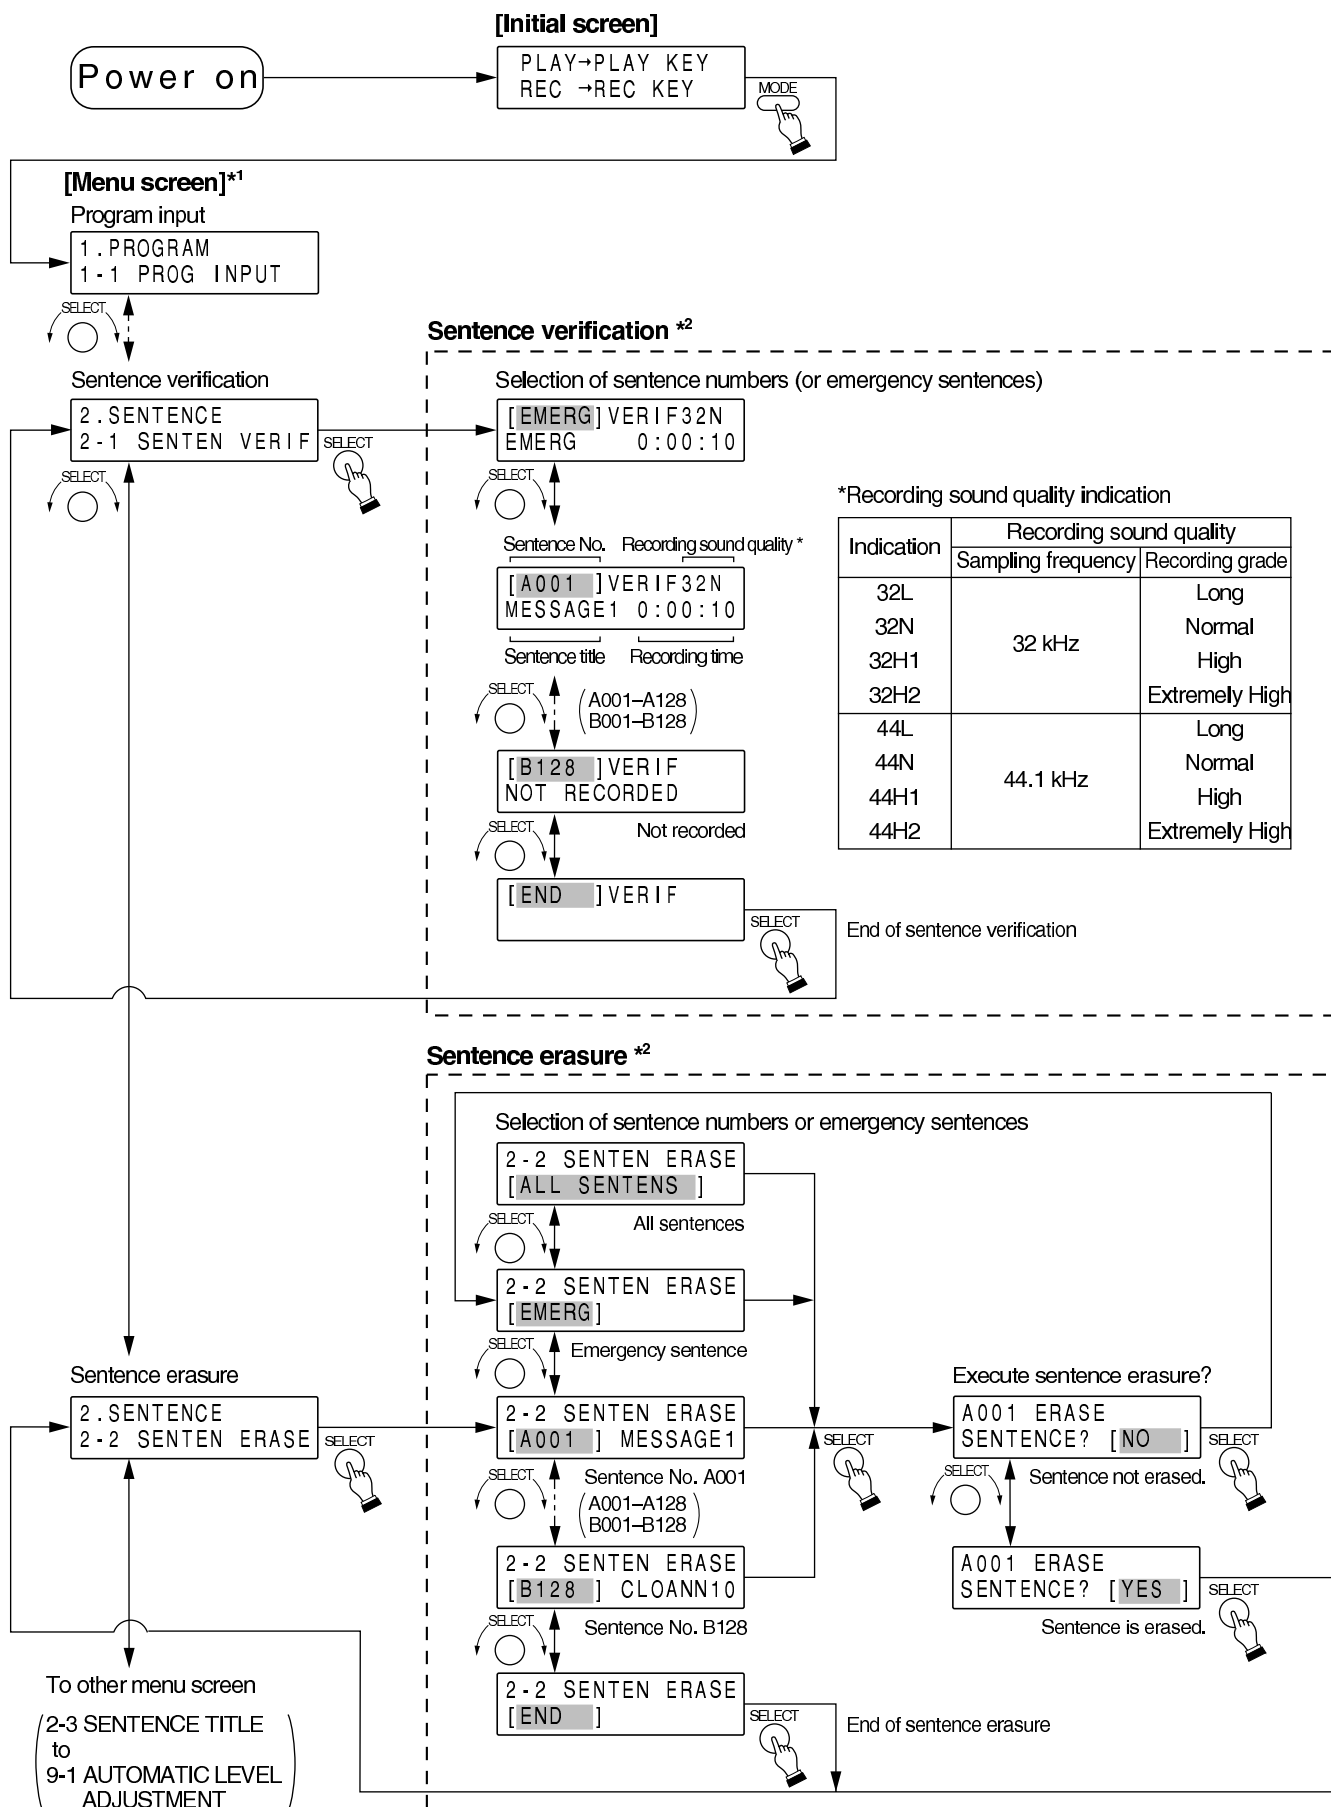 [Initial screen]
Power on
PLAY→PLAY KEY
REC →REC KEY
MODE
[Menu screen]*1
Program input
1.PROGRAM
1-1 PROG INPUT
SELECT
Sentence verification *2
Sentence verification
2.SENTENCE
2-1 SENTEN VERIF
SELECT
SELECT
Selection of sentence numbers (or emergency sentences)
[EMERG]VERIF32N
EMERG 0:00:10
SELECT
Sentence No. Recording sound quality *
[A001 ]VERIF32N
MESSAGE1 0:00:10
Sentence title Recording time
SELECT
(A001–A128
B001–B128)
[B128 ]VERIF
NOT RECORDED
Not recorded
SELECT
[END ]VERIF
SELECT
End of sentence verification
*Recording sound quality indication
Indication Recording sound quality
Sampling frequency Recording grade
32L Long
32N Normal
32 kHz
32H1 High
32H2 Extremely High
44L Long
44N Normal
44.1 kHz
44H1 High
44H2 Extremely High
Sentence erasure *2
Selection of sentence numbers or emergency sentences
2-2 SENTEN ERASE
[ALL SENTENS ]
All sentences
SELECT
2-2 SENTEN ERASE
[EMERG]
Emergency sentence
SELECT
Sentence erasure
2.SENTENCE
2-2 SENTEN ERASE
SELECT
2-2 SENTEN ERASE
[A001 ] MESSAGE1
SELECT
Sentence No. A001
SELECT
(A001–A128
B001–B128)
2-2 SENTEN ERASE
[B128 ] CLOANN10
Sentence No. B128
SELECT
2-2 SENTEN ERASE
[END ]
SELECT
End of sentence erasure
Execute sentence erasure?
A001 ERASE
SENTENCE? [NO ]
SELECT
Sentence not erased.
SELECT
A001 ERASE
SENTENCE? [YES ]
SELECT
Sentence is erased.
To other menu screen
(2-3 SENTENCE TITLE
to
9-1 AUTOMATIC LEVEL
ADJUSTMENT)